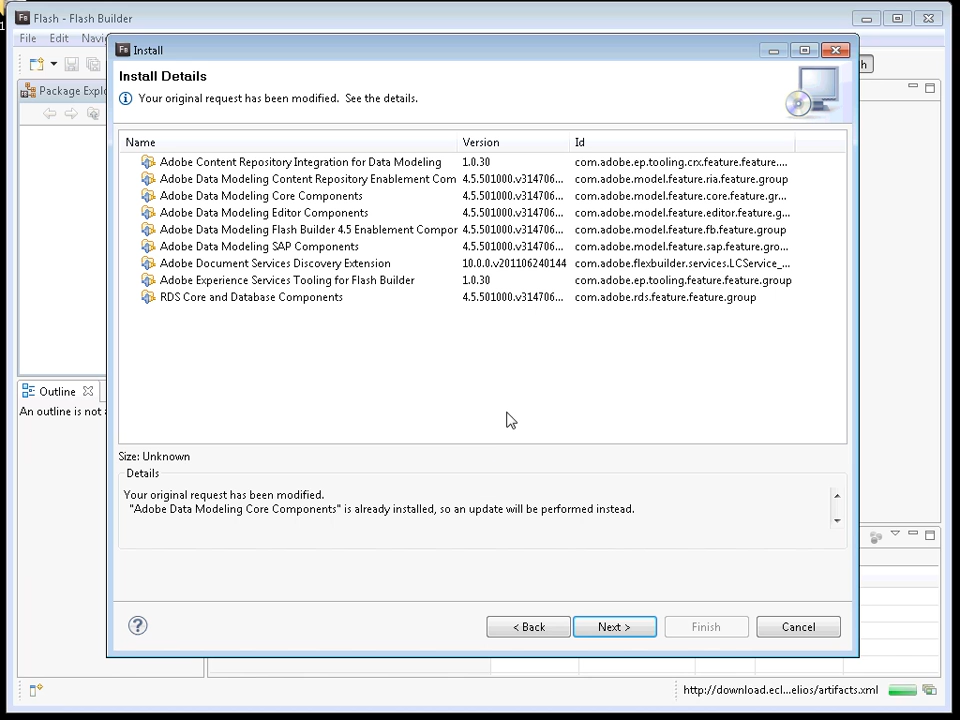 Fb Flash - Flash Builder
File Edit Navi
Package Explo
Fb Install
Install Details
Your original request has been modified. See the details.
Name Version Id
Adobe Content Repository Integration for Data Modeling 1.0.30 com.adobe.ep.tooling.crx.feature.feature....
Adobe Data Modeling Content Repository Enablement Com 4.5.501000.v314706... com.adobe.model.feature.ria.feature.group
Adobe Data Modeling Core Components 4.5.501000.v314706... com.adobe.model.feature.core.feature.gr...
Adobe Data Modeling Editor Components 4.5.501000.v314706... com.adobe.model.feature.editor.feature.g...
Adobe Data Modeling Flash Builder 4.5 Enablement Compor 4.5.501000.v314706... com.adobe.model.feature.fb.feature.group
Adobe Data Modeling SAP Components 4.5.501000.v314706... com.adobe.model.feature.sap.feature.gro...
Adobe Document Services Discovery Extension 10.0.0.v201106240144 com.adobe.flexbuilder.services.LCService_...
Adobe Experience Services Tooling for Flash Builder 1.0.30 com.adobe.ep.tooling.feature.feature.group
RDS Core and Database Components 4.5.501000.v314706... com.adobe.rds.feature.feature.group
Outline
An outline is not
Size: Unknown
Details
Your original request has been modified.
"Adobe Data Modeling Core Components" is already installed, so an update will be performed instead.
< Back Next > Finish Cancel
http://download.ecl...elios/artifacts.xml